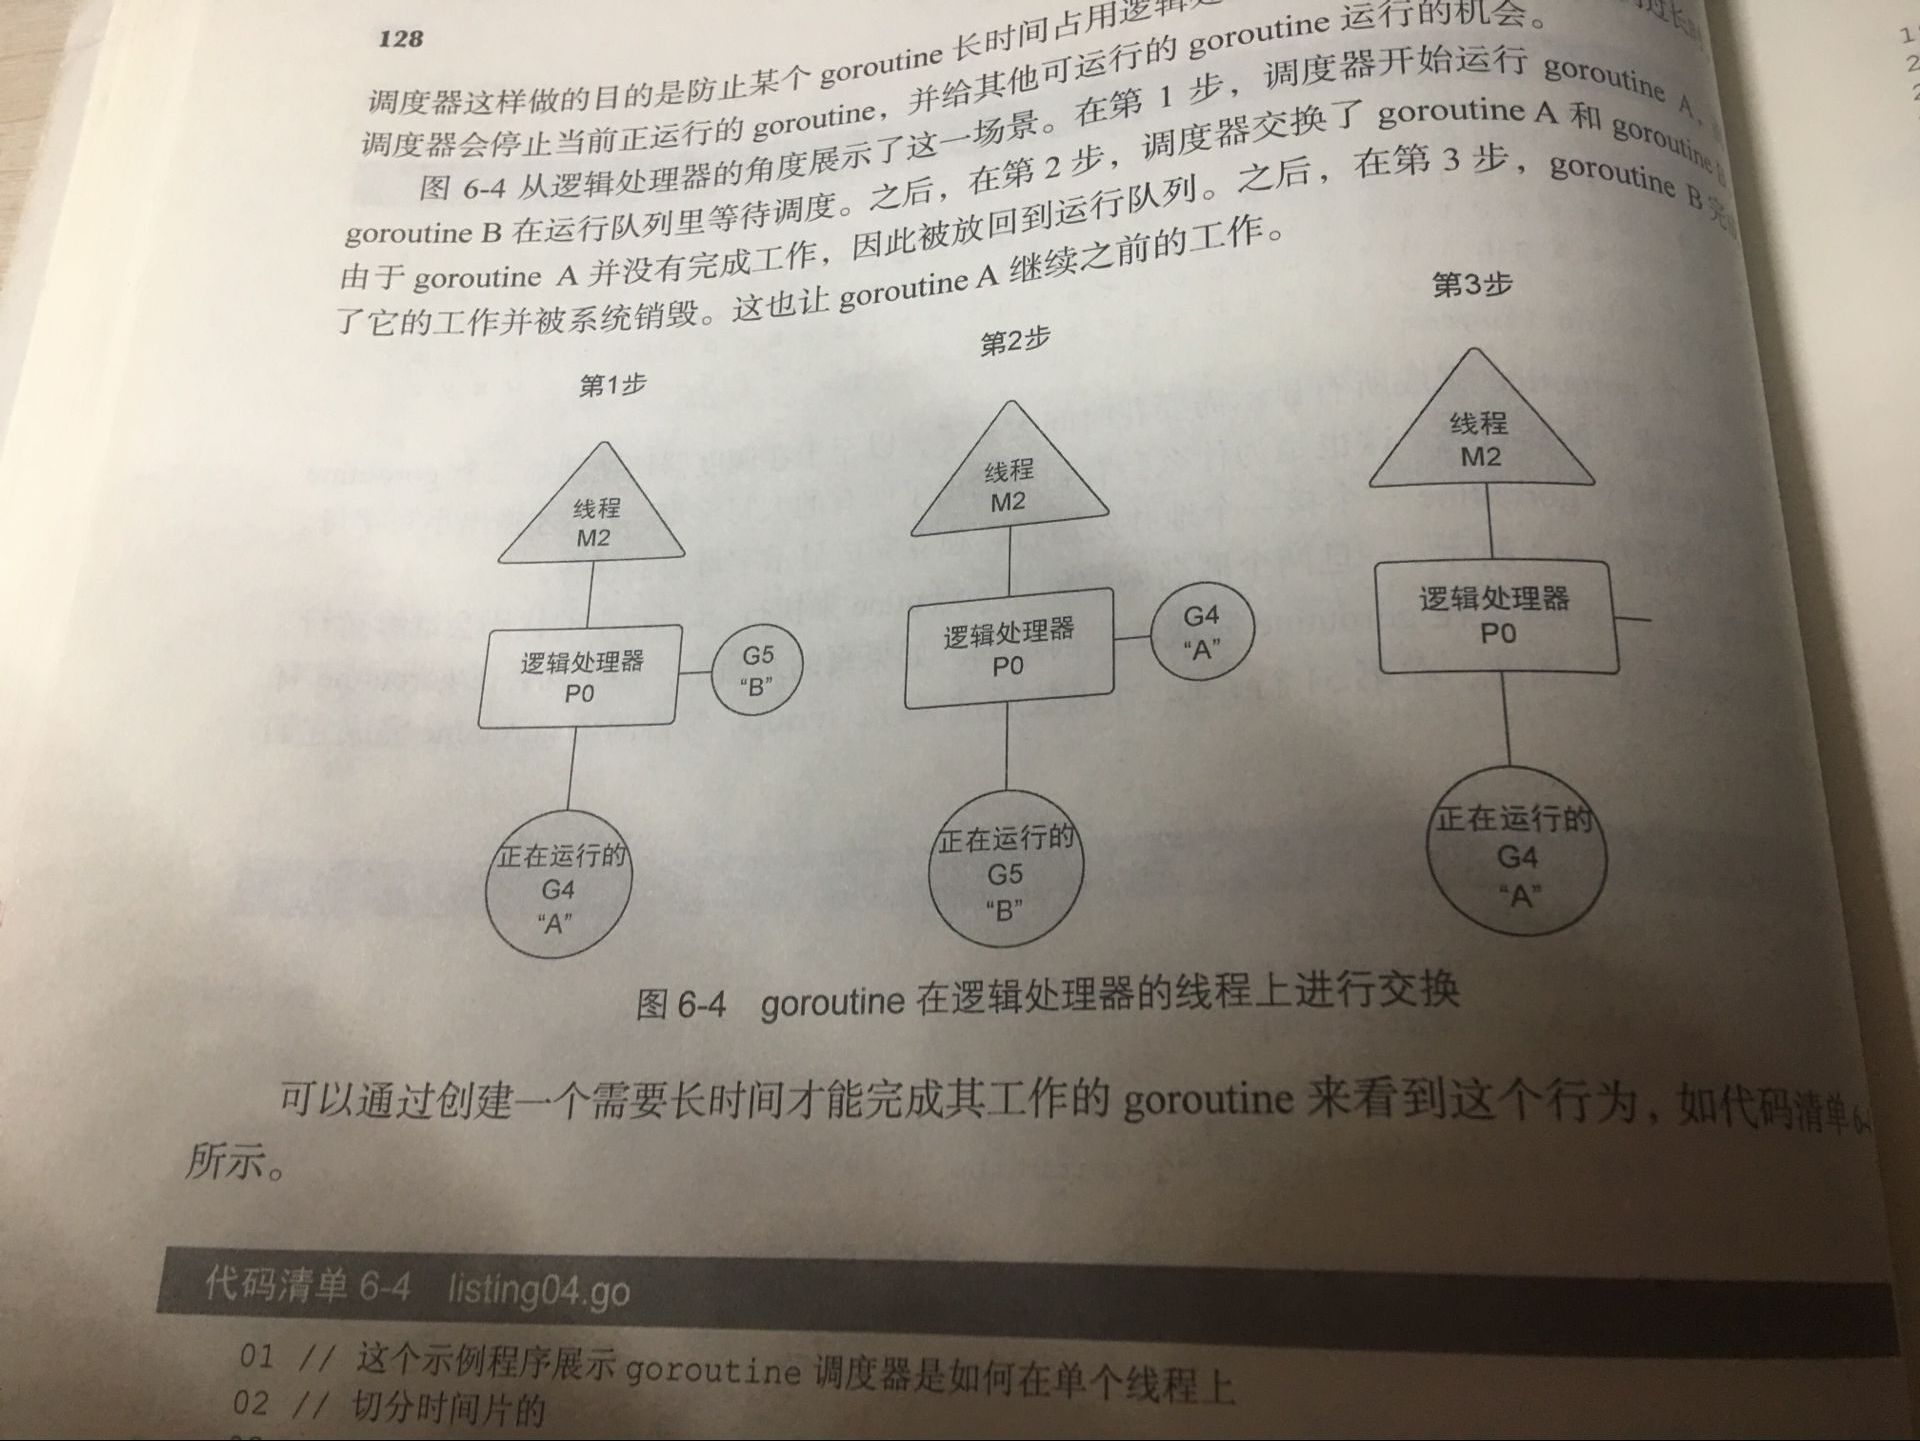 128
调度器这样做的目的是防止某个 goroutine 长时间占用逻辑
调度器会停止当前正运行的 goroutine，并给其他可运行的 goroutine 运行的机会。
图 6-4 从逻辑处理器的角度展示了这一场景。在第 1 步，调度器开始运行 goroutine A，
goroutine B 在运行队列里等待调度。之后，在第 2 步，调度器交换了 goroutine A 和 goroutine B
由于 goroutine A 并没有完成工作，因此被放回到运行队列。之后，在第 3 步，goroutine B 完
了它的工作并被系统销毁。这也让 goroutine A 继续之前的工作。
第1步
第2步
第3步
线程
M2
逻辑处理器
P0
G5
“B”
正在运行的
G4
“A”
线程
M2
逻辑处理器
P0
G4
“A”
正在运行的
G5
“B”
线程
M2
逻辑处理器
P0
正在运行的
G4
“A”
图 6-4 goroutine 在逻辑处理器的线程上进行交换
可以通过创建一个需要长时间才能完成其工作的 goroutine 来看到这个行为，如代码清单
所示。
代码清单 6-4 listing04.go
01 // 这个示例程序展示 goroutine 调度器是如何在单个线程上
02 // 切分时间片的